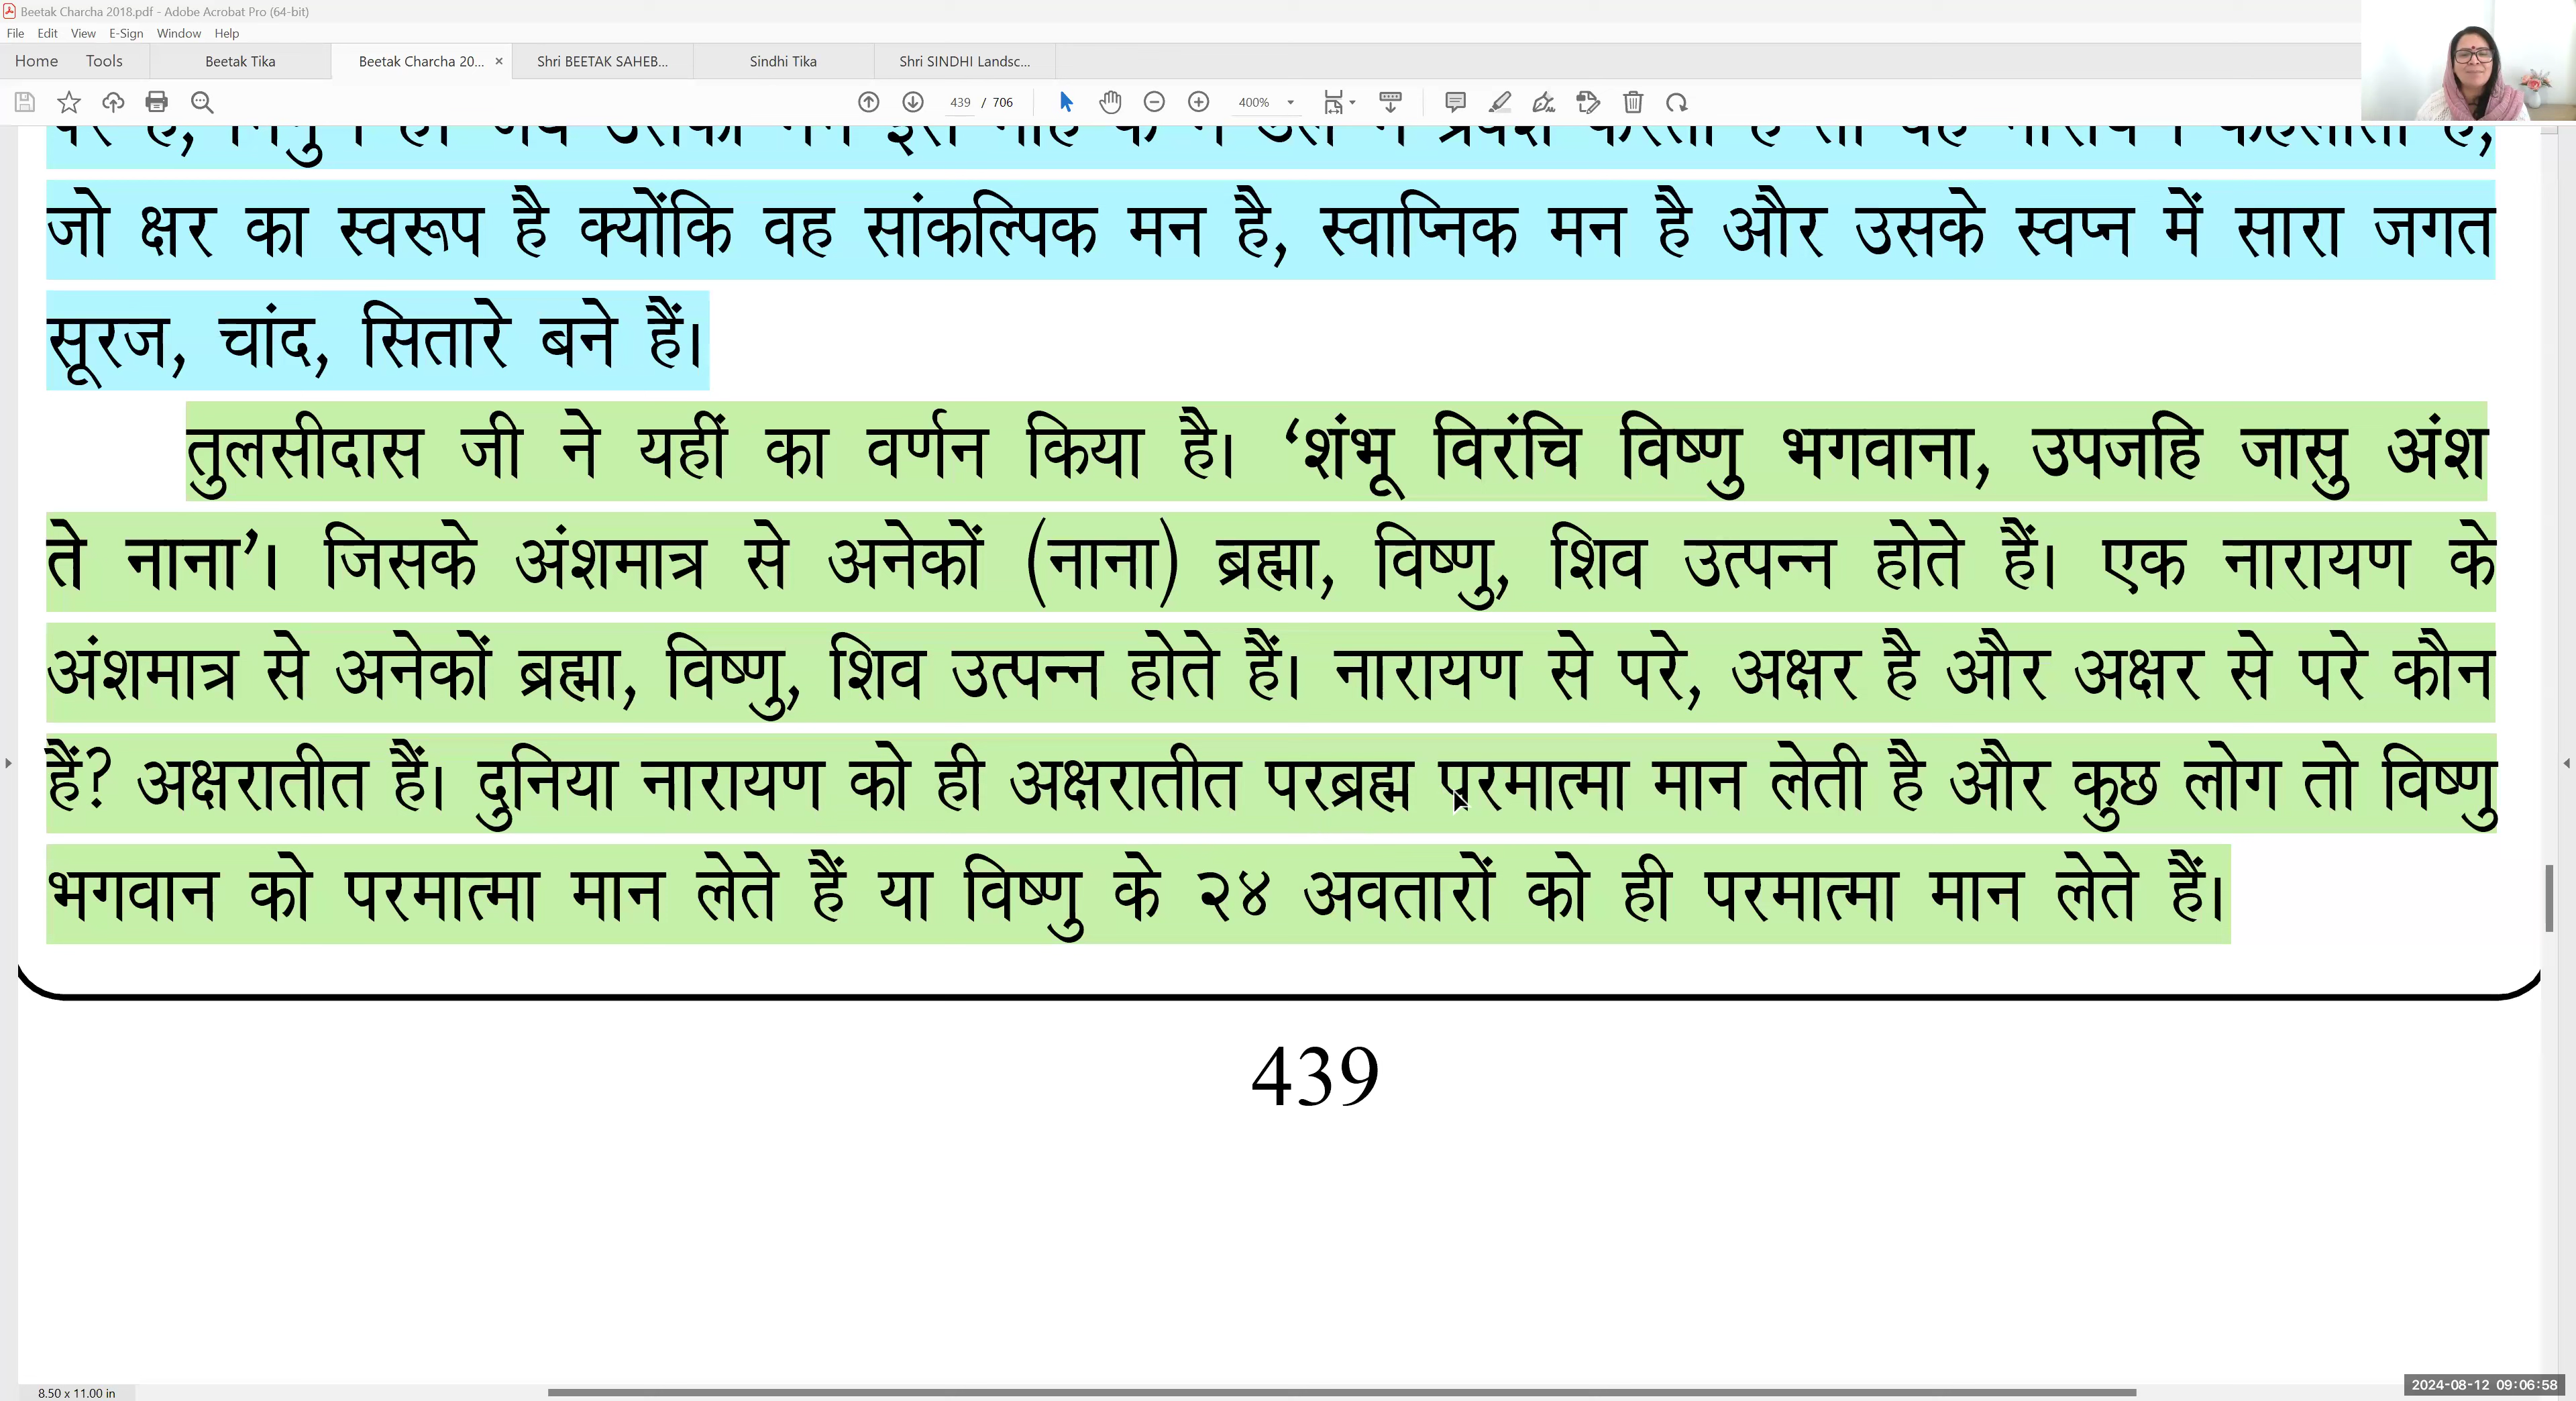 Beetak Charcha 2018.pdf - Adobe Acrobat Pro (64-bit)
File Edit View E-Sign Window Help
Home Tools Beetak Tika Beetak Charcha 20... × Shri BEETAK SAHEB... Sindhi Tika Shri SINDHI Landsc...
439 / 706 400%
जो क्षर का स्वरूप है क्योंकि वह सांकल्पिक मन है, स्वाप्निक मन है और उसके स्वप्न में सारा जगत
सूरज, चांद, सितारे बने हैं।
तुलसीदास जी ने यहीं का वर्णन किया है। ‘शंभू विरंचि विष्णु भगवाना, उपजहि जासु अंश
ते नाना’। जिसके अंशमात्र से अनेकों (नाना) ब्रह्मा, विष्णु, शिव उत्पन्न होते हैं। एक नारायण के
अंशमात्र से अनेकों ब्रह्मा, विष्णु, शिव उत्पन्न होते हैं। नारायण से परे, अक्षर है और अक्षर से परे कौन
हैं? अक्षरातीत हैं। दुनिया नारायण को ही अक्षरातीत परब्रह्म परमात्मा मान लेती है और कुछ लोग तो विष्णु
भगवान को परमात्मा मान लेते हैं या विष्णु के २४ अवतारों को ही परमात्मा मान लेते हैं।
439
8.50 x 11.00 in
2024-08-12 09:06:58